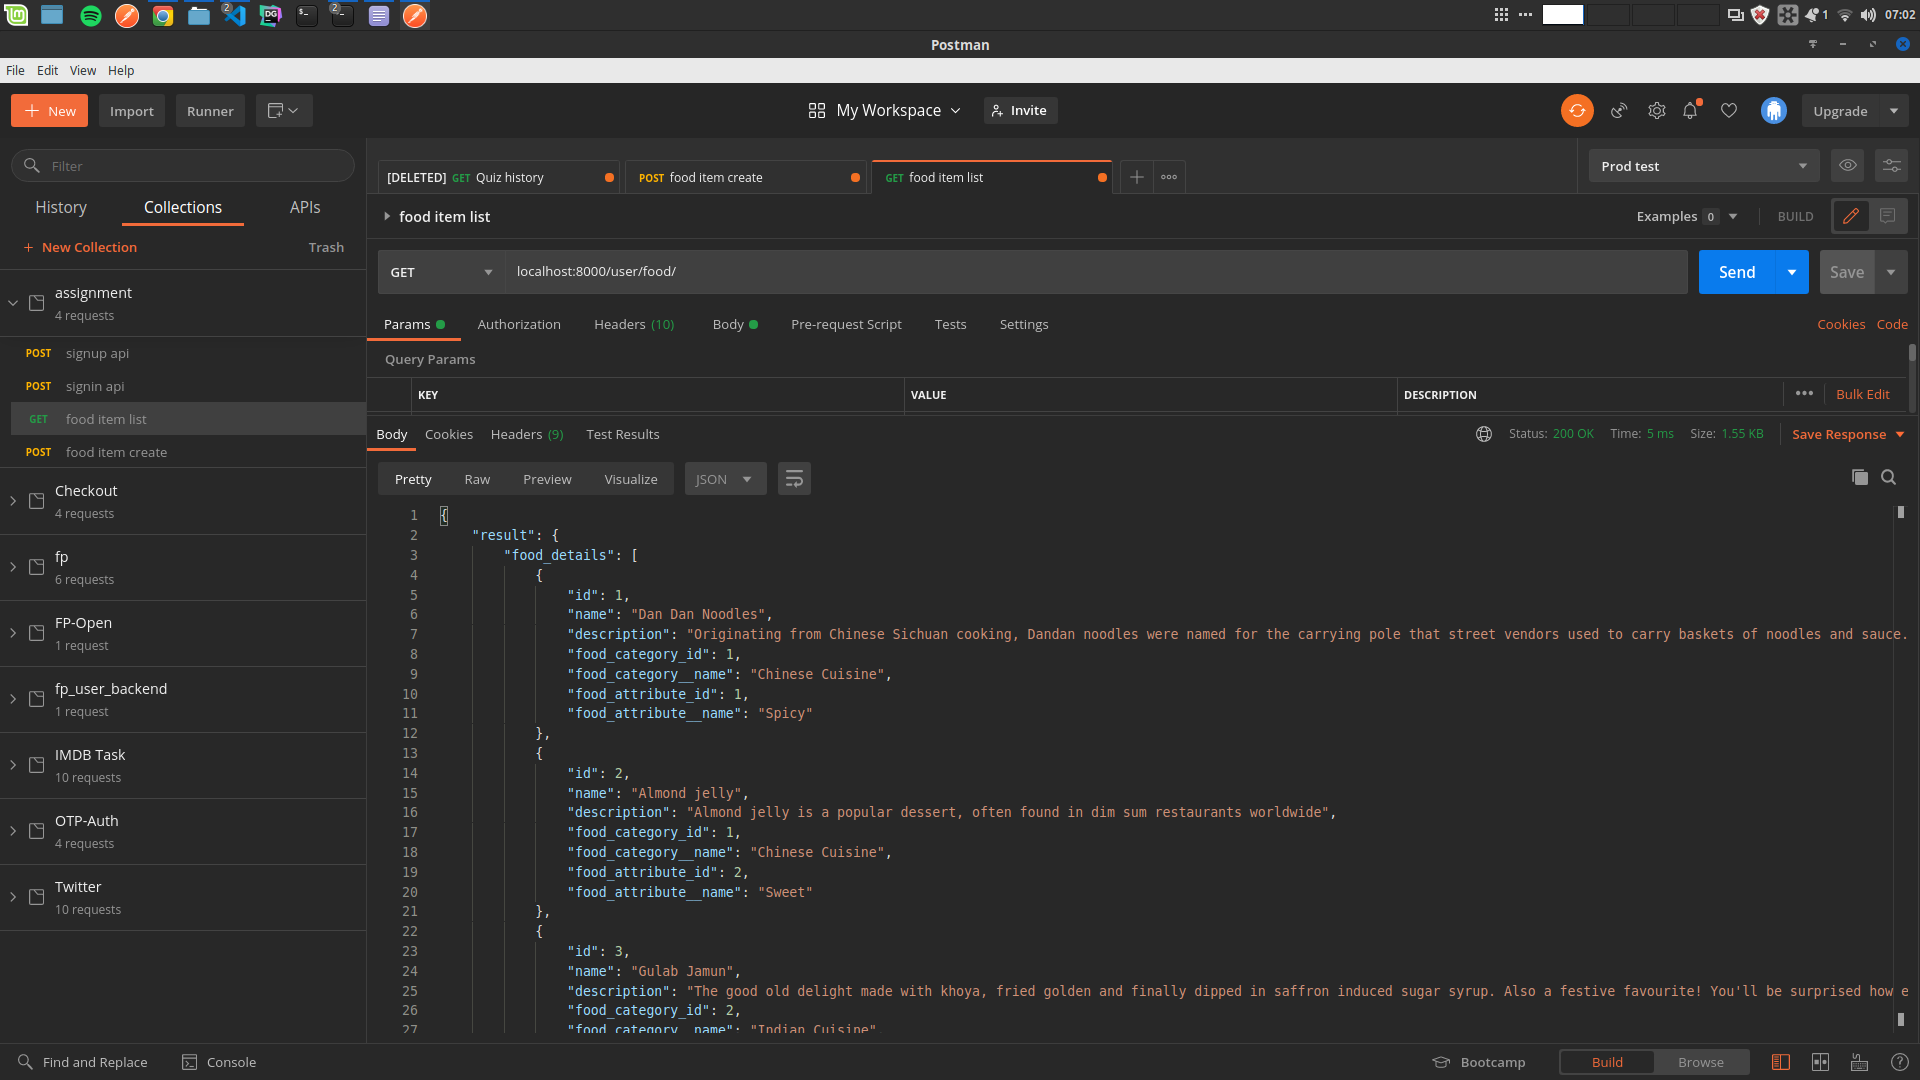 2
DG
2
1
07:02
Postman
File Edit View Help
New
Import
Runner
My Workspace
Invite
Upgrade
Filter
History Collections APIs
+ New Collection
Trash
assignment
4 requests
POST signup api
POST signin api
GET food item list
POST food item create
Checkout
4 requests
fp
6 requests
FP-Open
1 request
fp_user_backend
1 request
IMDB Task
10 requests
OTP-Auth
4 requests
Twitter
10 requests
[DELETED] GET Quiz history
POST food item create
GET food item list
Prod test
food item list
Examples 0
BUILD
GET
localhost:8000/user/food/
Send
Save
Params Authorization Headers (10) Body Pre-request Script Tests Settings
Cookies Code
Query Params
KEY VALUE DESCRIPTION
Bulk Edit
Body Cookies Headers (9) Test Results
Status: 200 OK Time: 5 ms Size: 1.55 KB
Save Response
Pretty Raw Preview Visualize JSON
1 {
2 "result": {
3 "food_details": [
4 {
5 "id": 1,
6 "name": "Dan Dan Noodles",
7 "description": "Originating from Chinese Sichuan cooking, Dandan noodles were named for the carrying pole that street vendors used to carry baskets of noodles and sauce.
8 "food_category_id": 1,
9 "food_category__name": "Chinese Cuisine",
10 "food_attribute_id": 1,
11 "food_attribute__name": "Spicy"
12 },
13 {
14 "id": 2,
15 "name": "Almond jelly",
16 "description": "Almond jelly is a popular dessert, often found in dim sum restaurants worldwide",
17 "food_category_id": 1,
18 "food_category__name": "Chinese Cuisine",
19 "food_attribute_id": 2,
20 "food_attribute__name": "Sweet"
21 },
22 {
23 "id": 3,
24 "name": "Gulab Jamun",
25 "description": "The good old delight made with khoya, fried golden and finally dipped in saffron induced sugar syrup. Also a festive favourite! You'll be surprised how e
26 "food_category_id": 2,
27 "food_category__name": "Indian Cuisine",
Find and Replace
Console
Bootcamp
Build
Browse